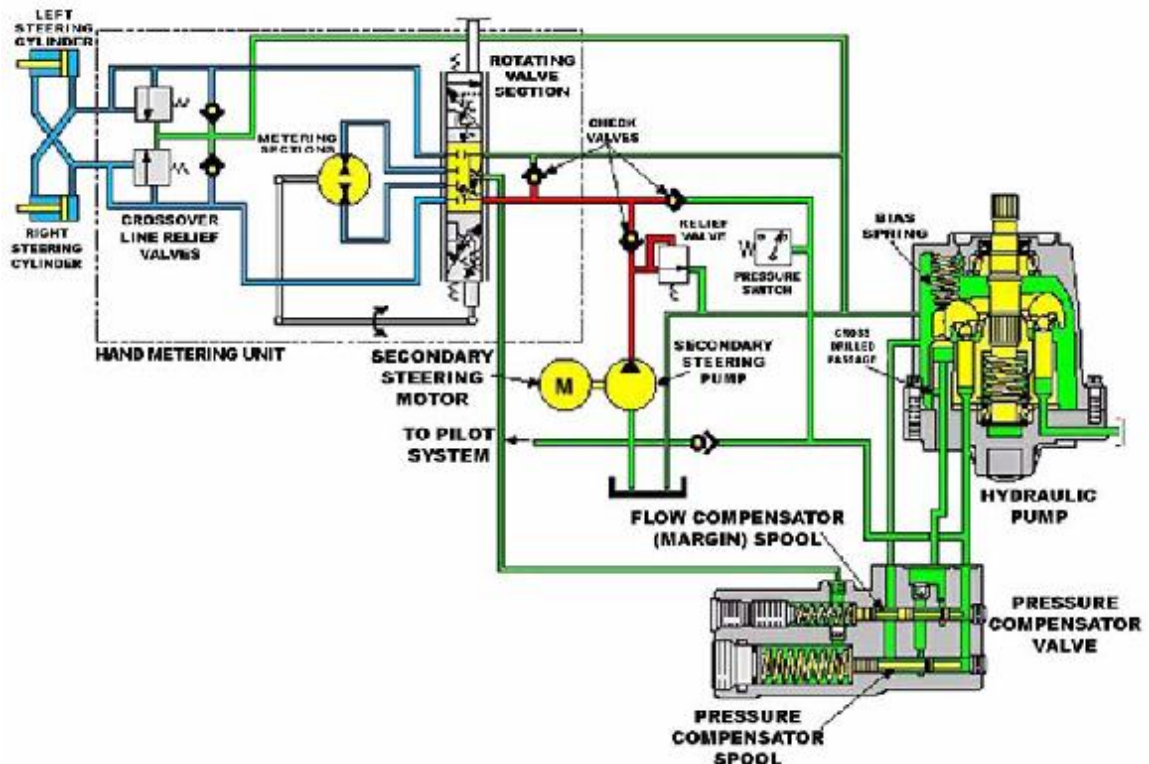 LEFT
STEERING
CYLINDER
ROTATING
VALVE
SECTION
METERING
SECTIONS
CHECK
VALVES
CROSSOVER
LINE RELIEF
VALVES
RIGHT
STEERING
CYLINDER
RELIEF
VALVE
PRESSURE
SWITCH
BIAS
SPRING
CROSS
DRILLED
PASSAGE
HAND METERING UNIT
SECONDARY
STEERING
MOTOR
M
SECONDARY
STEERING
PUMP
TO PILOT
SYSTEM
HYDRAULIC
PUMP
FLOW COMPENSATOR
(MARGIN) SPOOL
PRESSURE
COMPENSATOR
VALVE
PRESSURE
COMPENSATOR
SPOOL